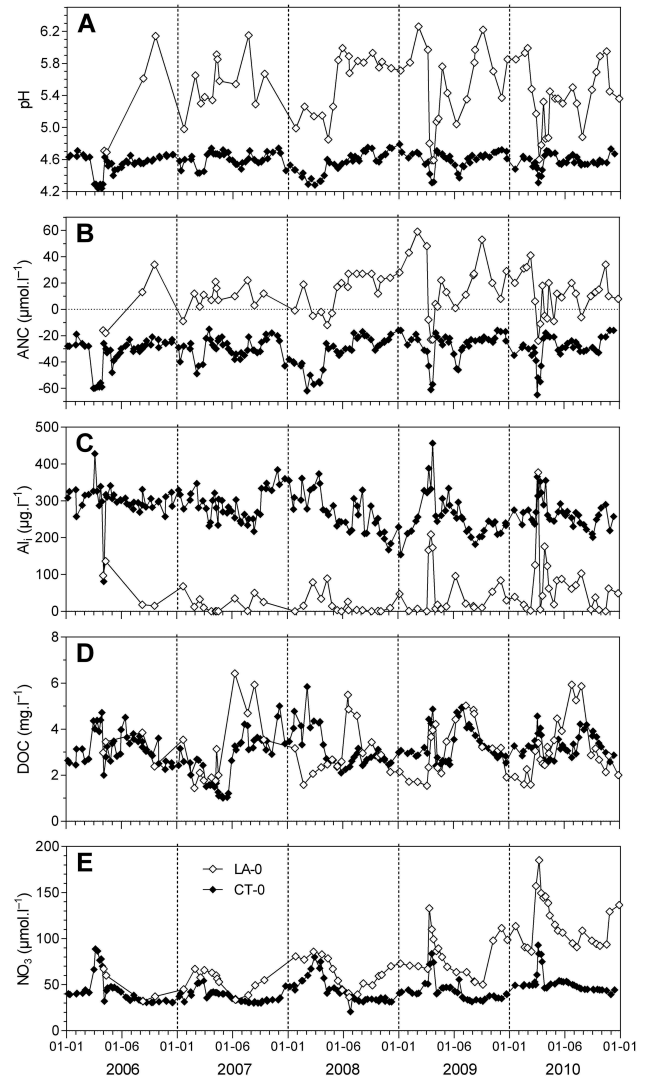 A
6.2
5.8
5.4
5.0
4.6
4.2
pH
B
60
40
20
0
-20
-40
-60
ANC (µmol.l⁻¹)
C
500
400
300
200
100
0
Alᵢ (µg.l⁻¹)
D
8
6
4
2
0
DOC (mg.l⁻¹)
E
LA-0
CT-0
200
150
100
50
0
NO₃ (µmol.l⁻¹)
01-01 01-06 01-01 01-06 01-01 01-06 01-01 01-06 01-01 01-06 01-01
2006 2007 2008 2009 2010